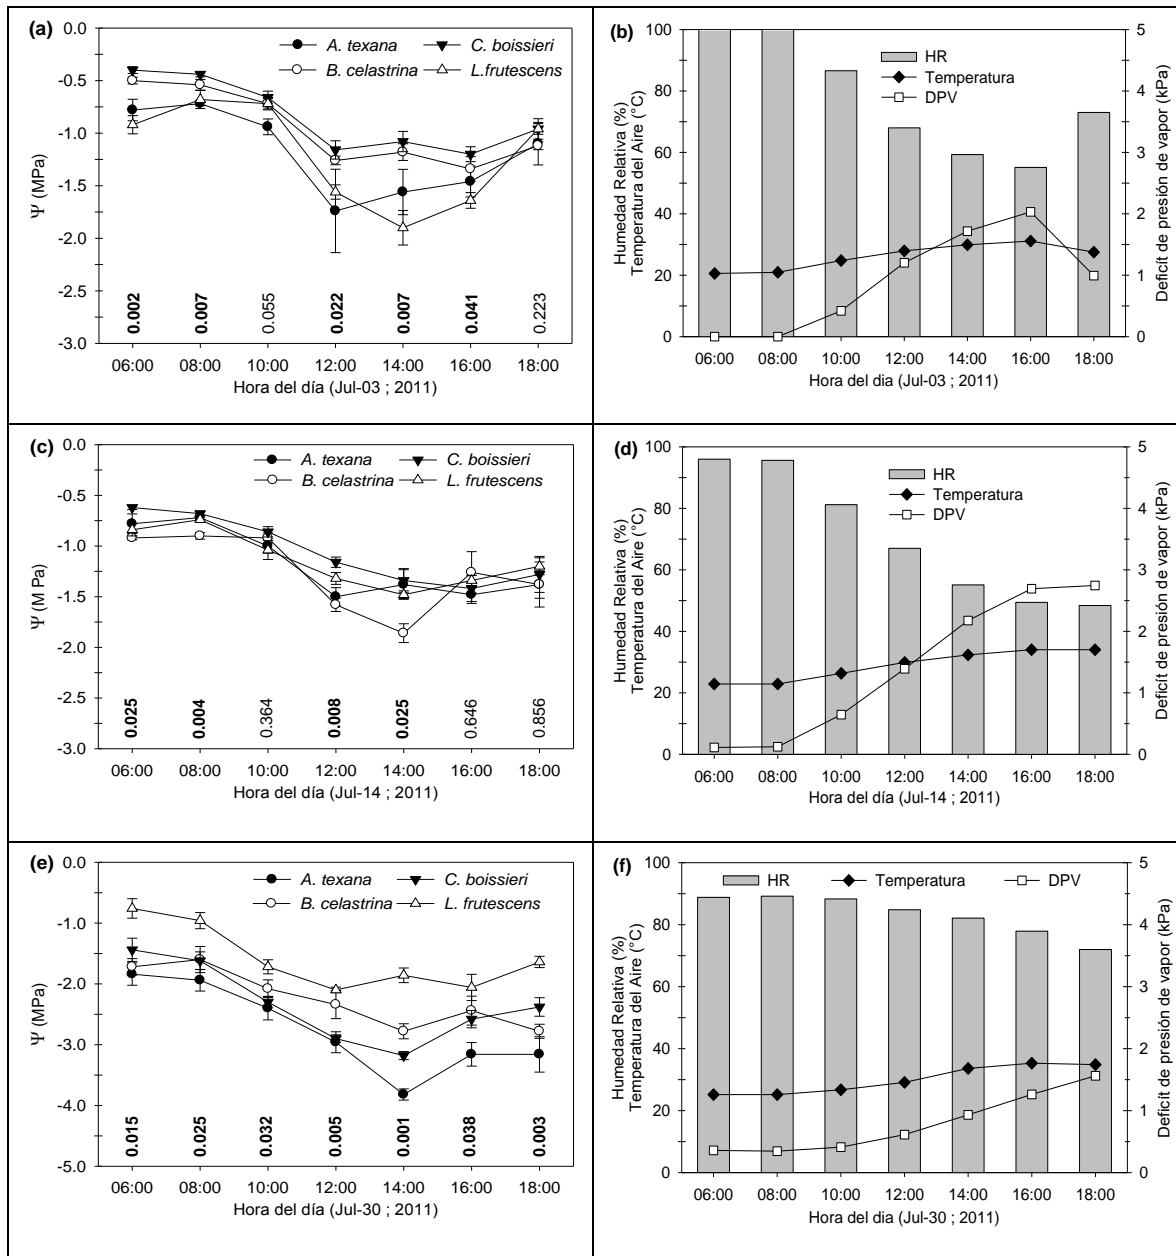 (a)
0.0
-0.5
-1.0
-1.5
-2.0
-2.5
-3.0
Ψ (MPa)
A. texana
C. boissieri
B. celastrina
L.frutescens
0.002 0.007 0.055 0.022 0.007 0.041 0.223
06:00 08:00 10:00 12:00 14:00 16:00 18:00
Hora del día (Jul-03 ; 2011)
(b)
100
80
60
40
20
0
Humedad Relativa (%)
Temperatura del Aire (°C)
HR
Temperatura
DPV
5
4
3
2
1
0
Deficít de presión de vapor (kPa)
06:00 08:00 10:00 12:00 14:00 16:00 18:00
Hora del dia (Jul-03 ; 2011)
(c)
0.0
-0.5
-1.0
-1.5
-2.0
-2.5
-3.0
Ψ (M Pa)
A. texana
C. boissieri
B. celastrina
L. frutescens
0.025 0.004 0.364 0.008 0.025 0.646 0.856
06:00 08:00 10:00 12:00 14:00 16:00 18:00
Hora del día (Jul-14 ; 2011)
(d)
100
80
60
40
20
0
Humedad Relativa (%)
Temperatura del Aire (°C)
HR
Temperatura
DPV
5
4
3
2
1
0
Deficít de presión de vapor (kPa)
06:00 08:00 10:00 12:00 14:00 16:00 18:00
Hora del día (Jul-14 ; 2011)
(e)
0.0
-1.0
-2.0
-3.0
-4.0
-5.0
Ψ (MPa)
A. texana
C. boissieri
B. celastrina
L. frutescens
0.015 0.025 0.032 0.005 0.001 0.038 0.003
06:00 08:00 10:00 12:00 14:00 16:00 18:00
Hora del día (Jul-30 ; 2011)
(f)
100
80
60
40
20
0
Humedad Relativa (%)
Temperatura del Aire (°C)
HR
Temperatura
DPV
5
4
3
2
1
0
Deficít de presión de vapor (kPa)
06:00 08:00 10:00 12:00 14:00 16:00 18:00
Hora del dia (Jul-30 ; 2011)